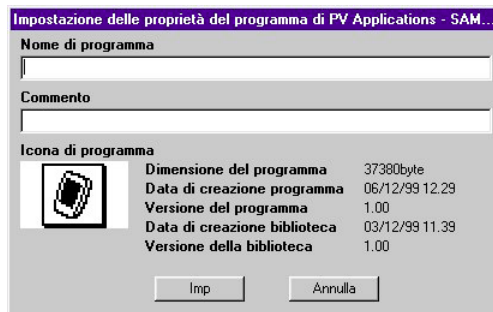 Impostazione delle proprietà del programma di PV Applications - SAM...
Nome di programma
Commento
Icona di programma
Dimensione del programma 37380byte
Data di creazione programma 06/12/99 12.29
Versione del programma 1.00
Data di creazione biblioteca 03/12/99 11.39
Versione della biblioteca 1.00
Imp Annulla